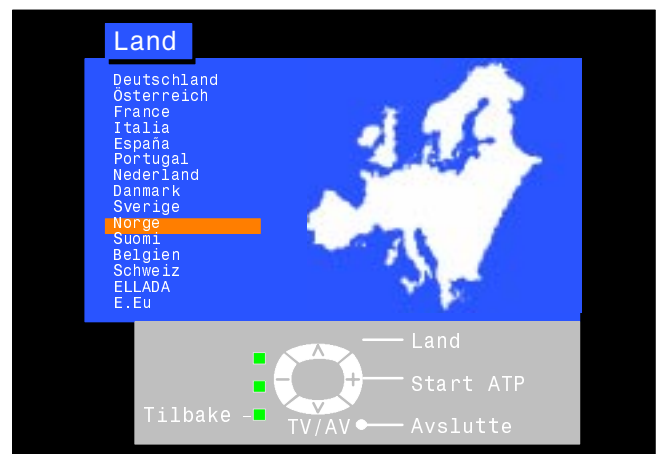 Land
Deutschland
Österreich
France
Italia
España
Portugal
Nederland
Danmark
Sverige
Norge
Suomi
Belgien
Schweiz
ELLADA
E.Eu
Land
Start ATP
Tilbake
TV/AV
Avslutte